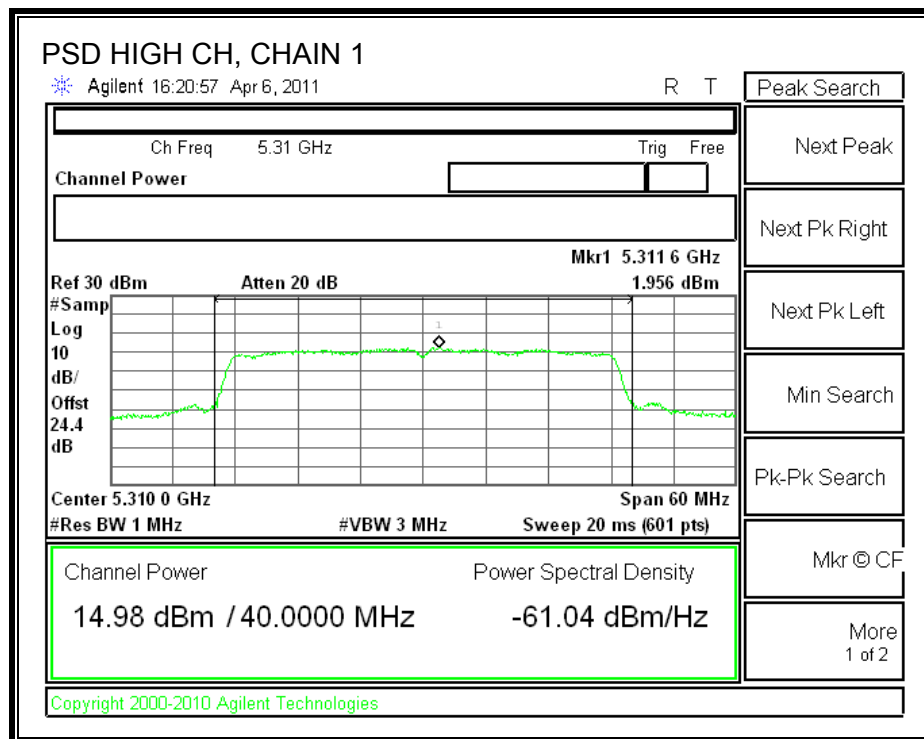 PSD HIGH CH, CHAIN 1
Agilent 16:20:57 Apr 6, 2011 R T
Peak Search
Ch Freq 5.31 GHz Trig Free
Channel Power
Mkr1 5.311 6 GHz
Ref 30 dBm Atten 20 dB 1.956 dBm
#Samp
Log
10
dB/
Offst
24.4
dB
1
Center 5.310 0 GHz Span 60 MHz
#Res BW 1 MHz #VBW 3 MHz Sweep 20 ms (601 pts)
Channel Power Power Spectral Density
14.98 dBm / 40.0000 MHz -61.04 dBm/Hz
Copyright 2000-2010 Agilent Technologies
Next Peak
Next Pk Right
Next Pk Left
Min Search
Pk-Pk Search
Mkr © CF
More
1 of 2